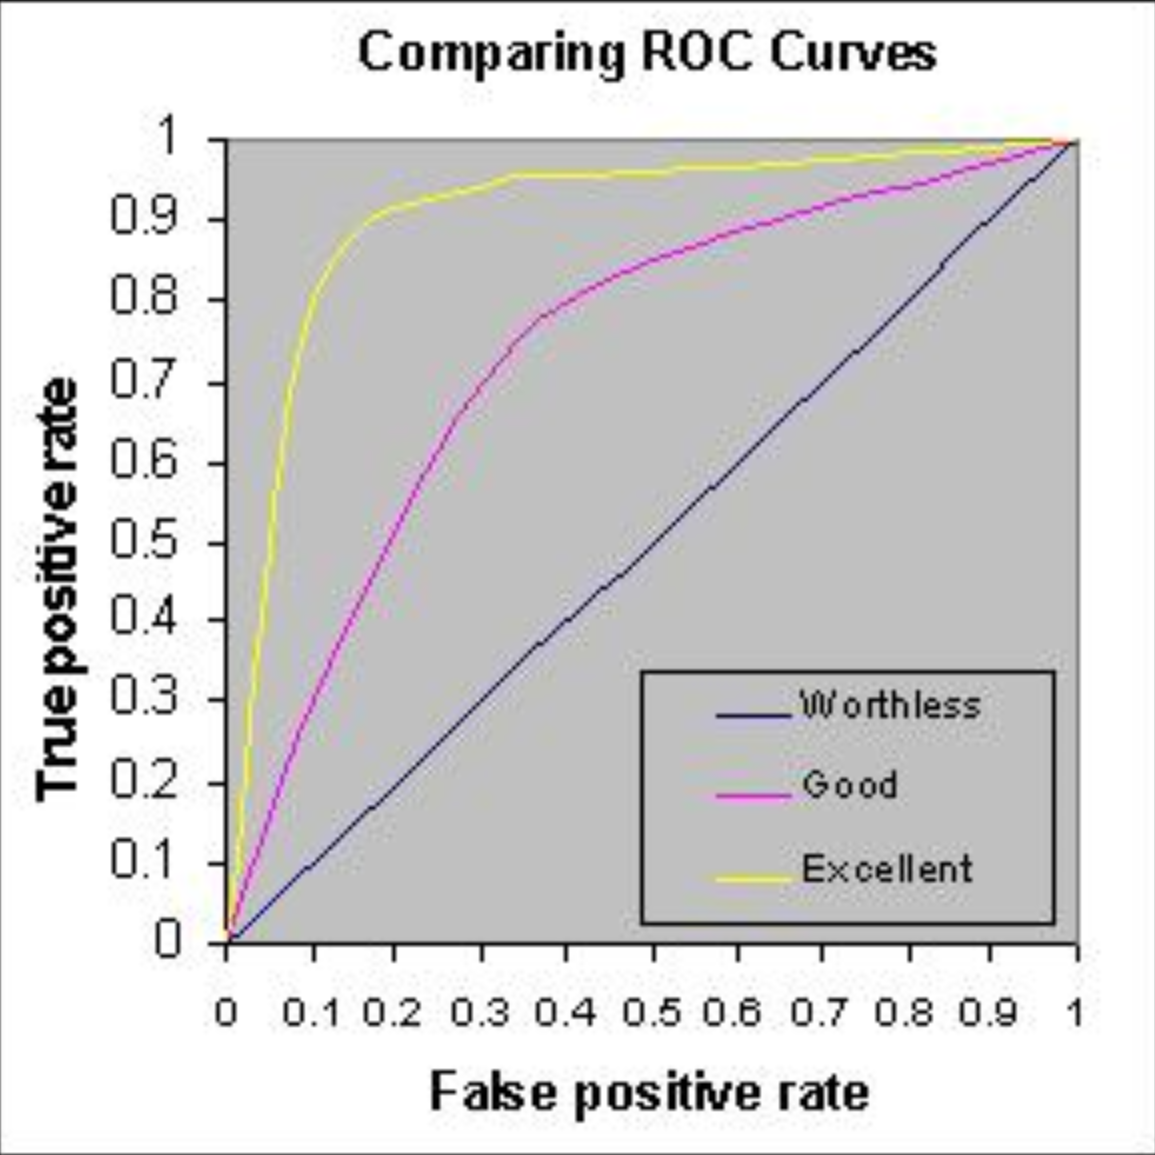 Comparing ROC Curves
1
0.9
0.8
0.7
0.6
0.5
0.4
0.3
0.2
0.1
0
True positive rate
Worthless
Good
Excellent
0 0.1 0.2 0.3 0.4 0.5 0.6 0.7 0.8 0.9 1
False positive rate